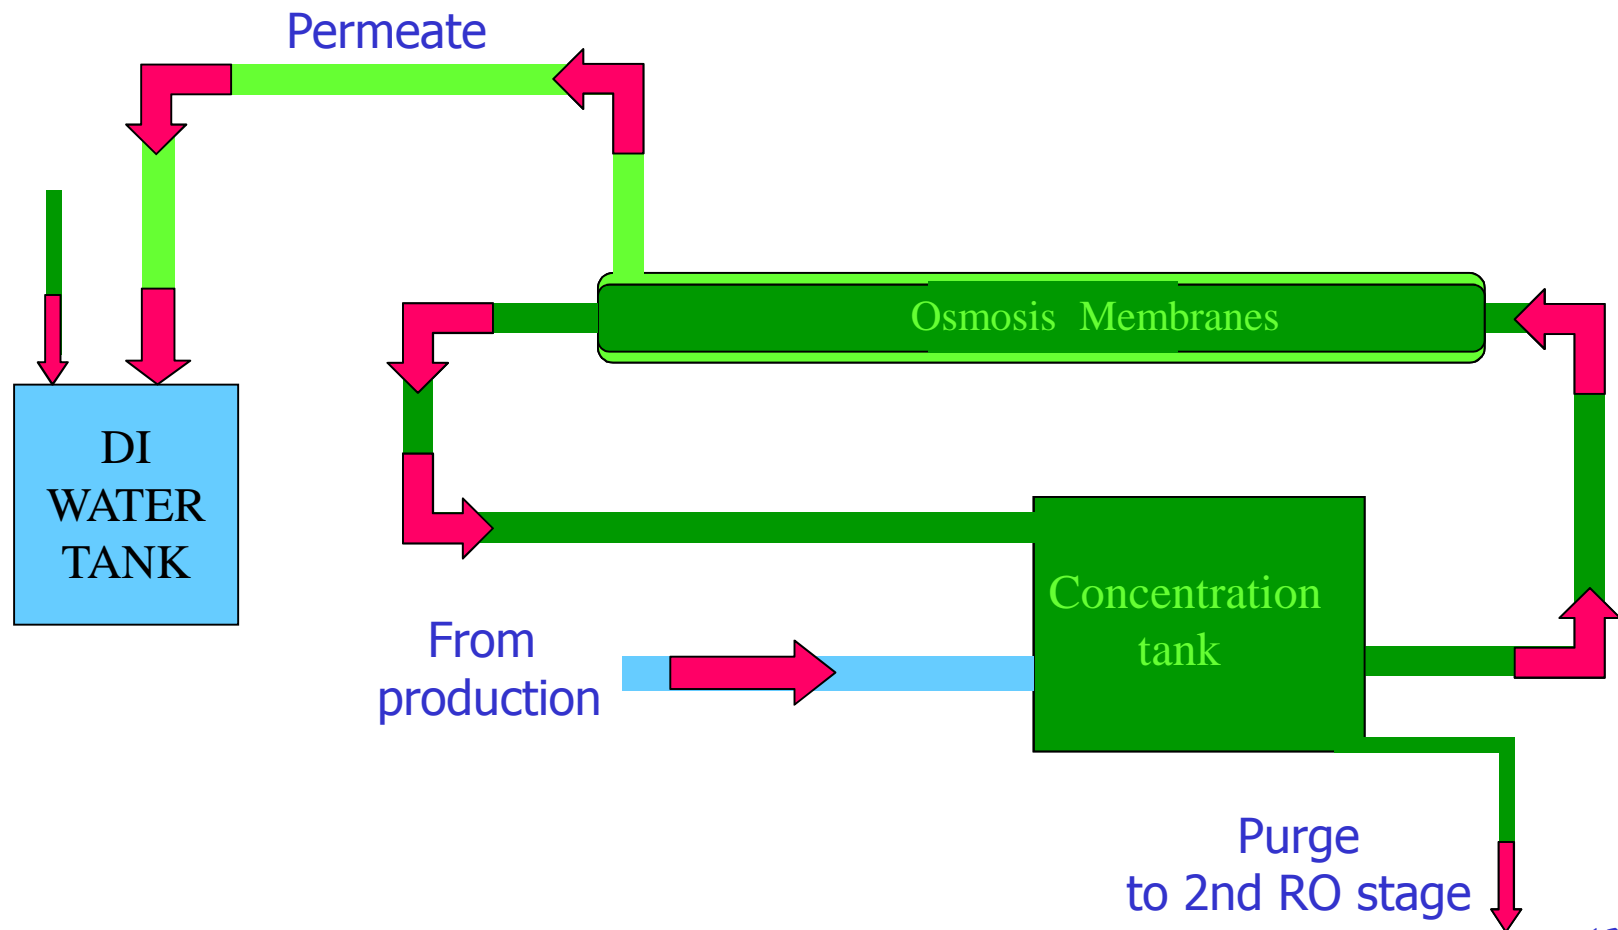 Permeate
Osmosis Membranes
DI
WATER
TANK
Concentration
tank
From
production
Purge
to 2nd RO stage